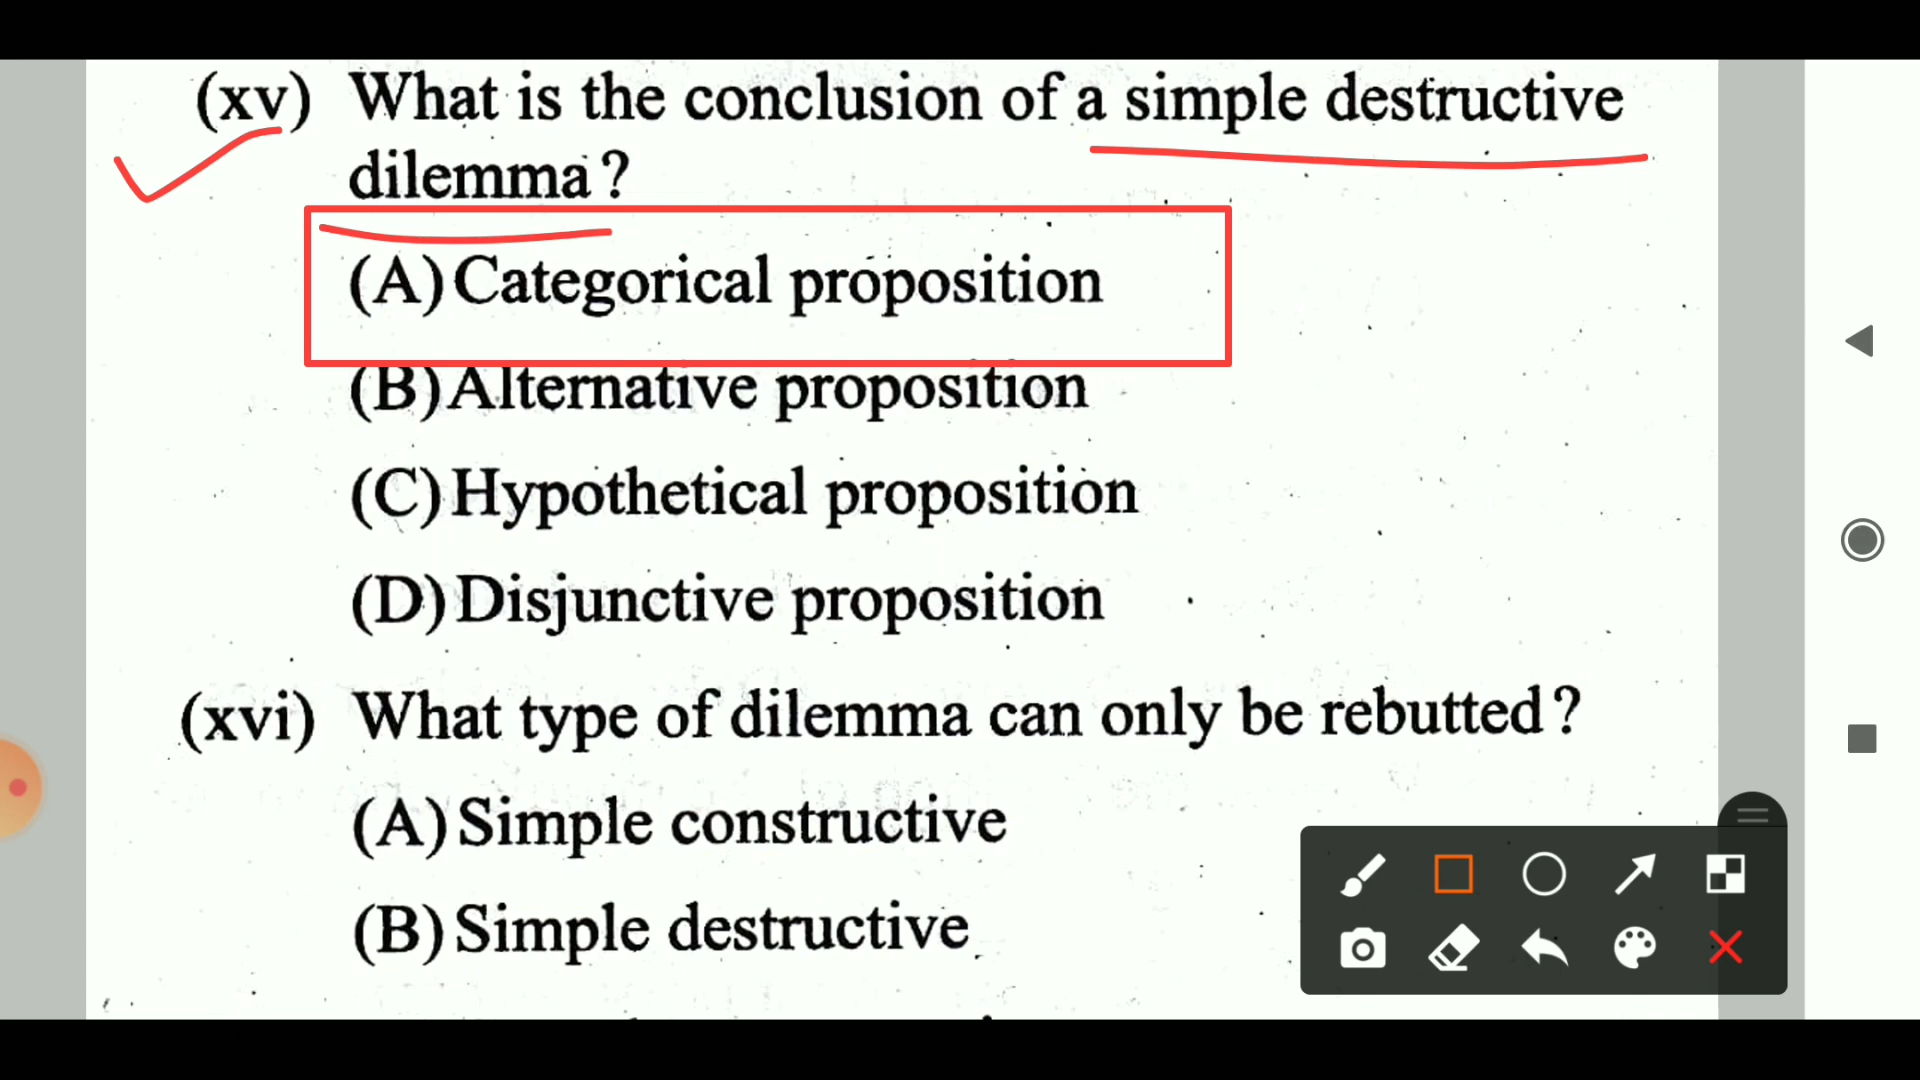 (xv) What is the conclusion of a simple destructive
dilemma?
(A) Categorical proposition
(B) Alternative proposition
(C) Hypothetical proposition
(D) Disjunctive proposition
(xvi) What type of dilemma can only be rebutted?
(A) Simple constructive
(B) Simple destructive